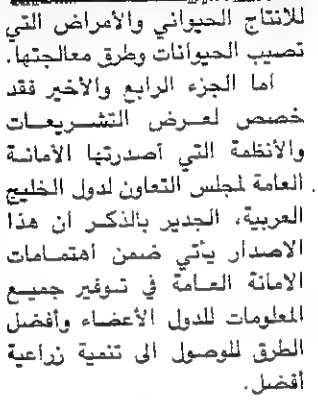 للانتاج الحيواني والأمراض التي
تصيب الحيوانات وطرق معالجتها.
اما الجزء الرابع والأخير فقد
خصص لعرض التشريعات
والأنظمة التي أصدرتها الأمانة
العامة لمجلس التعاون لدول الخليج
العربية، الجدير بالذكر ان هذا
الاصدار يأتي ضمن اهتمامات
الامانة العامة في توفير جميع
المعلومات للدول الأعضاء وأفضل
الطرق للوصول الى تنمية زراعية
أفضل.